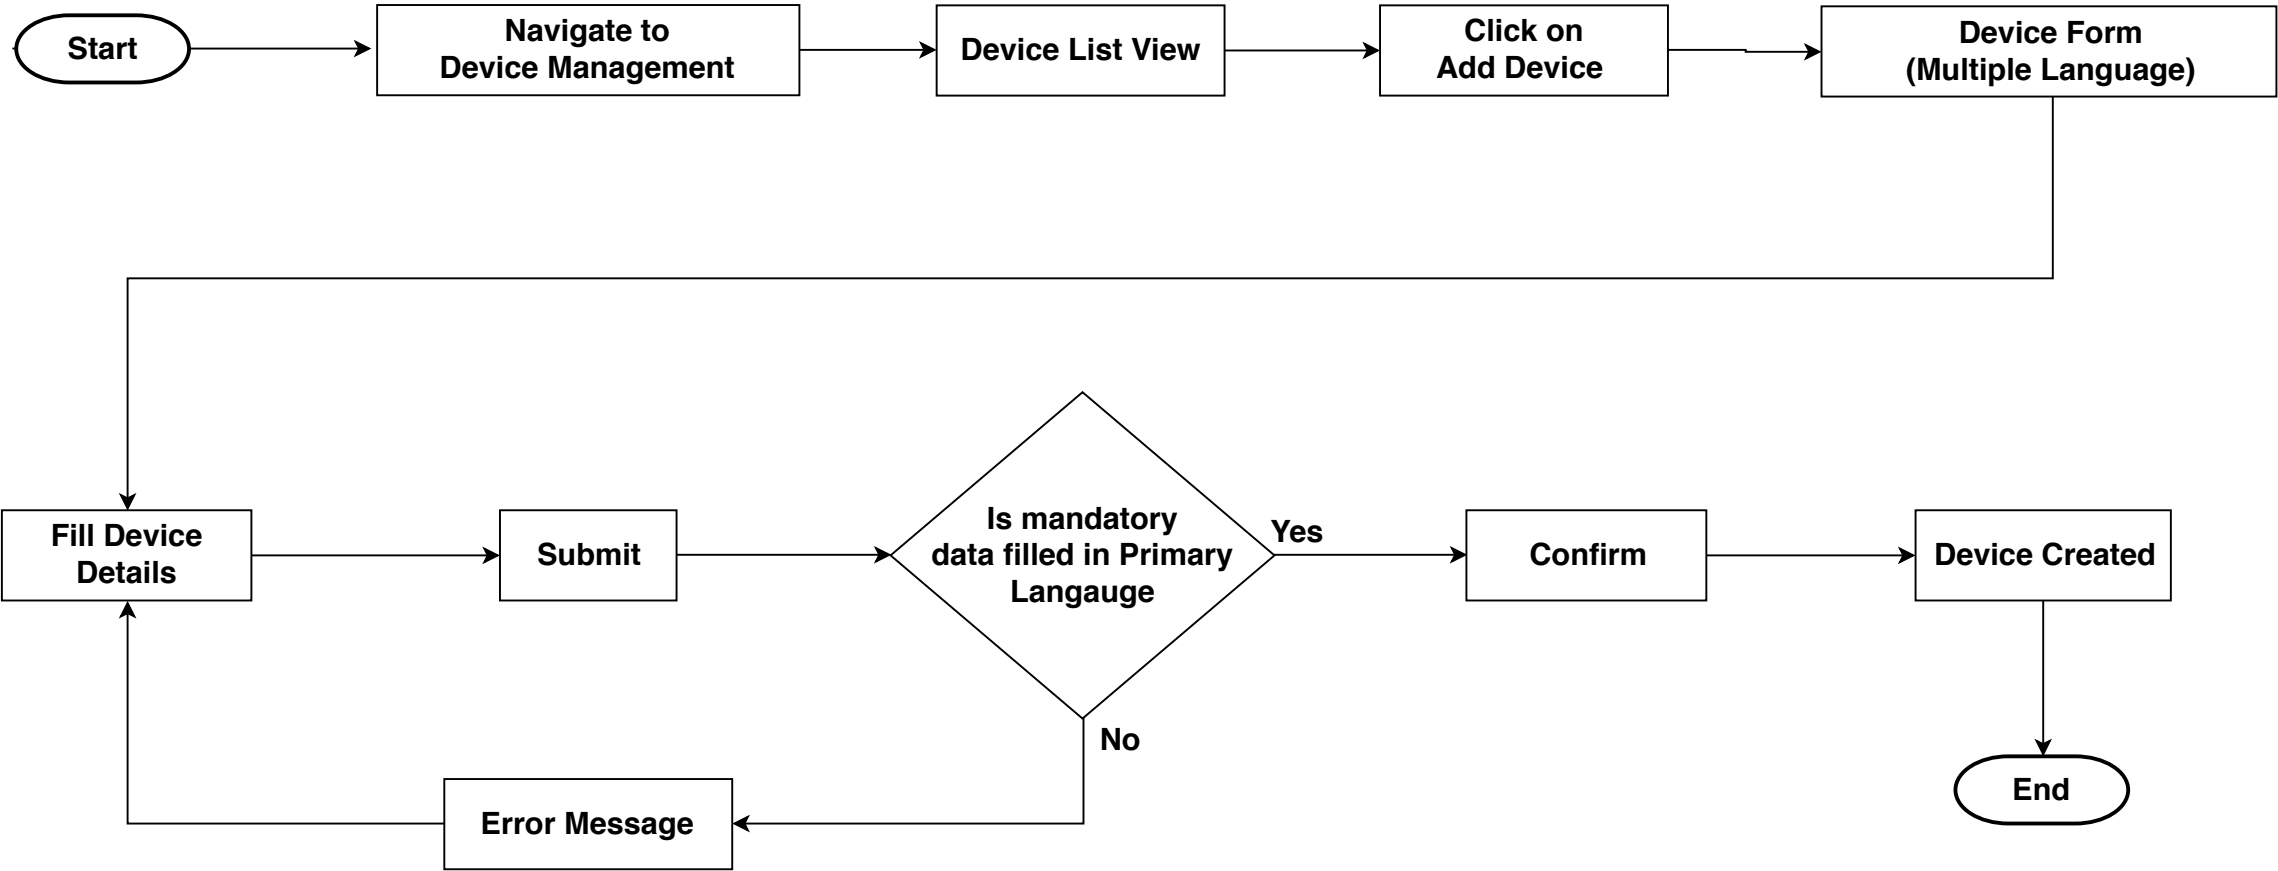 Start
Navigate to
Device Management
Device List View
Click on
Add Device
Device Form
(Multiple Language)
Fill Device
Details
Submit
Is mandatory
data filled in Primary
Langauge
Yes
Confirm
Device Created
No
Error Message
End